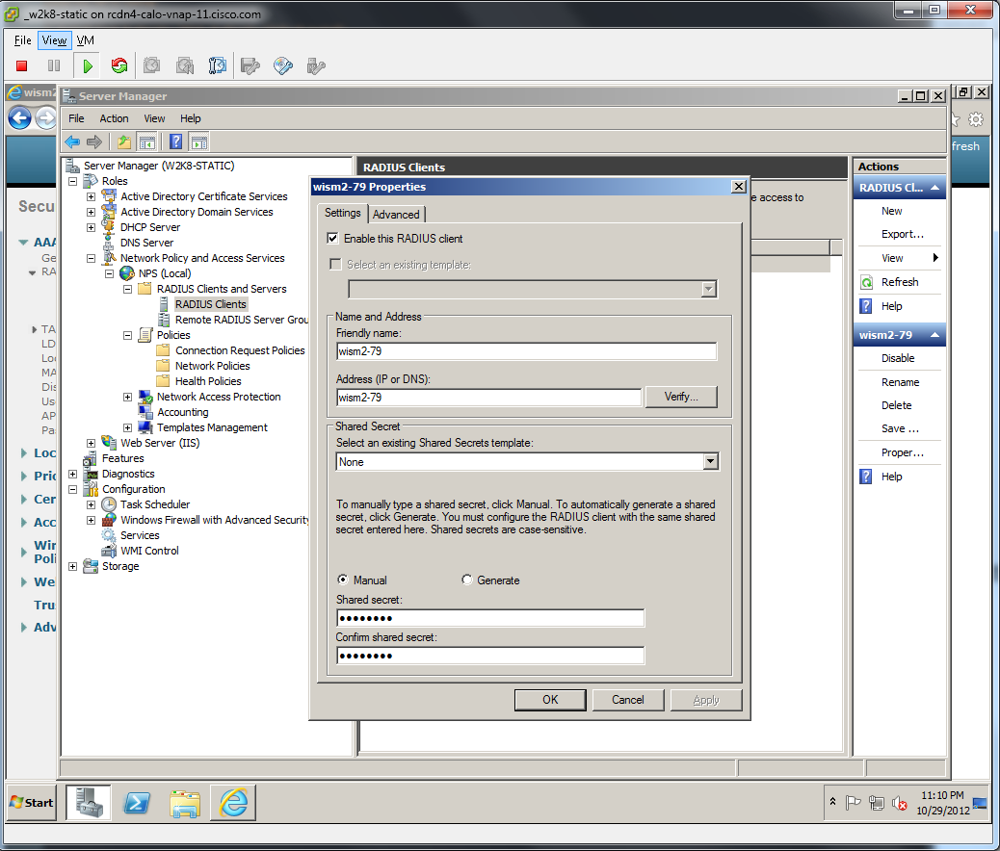 _w2k8-static on rcdn4-calo-vnap-11.cisco.com
File View VM
wism2
Server Manager
File Action View Help
fresh
Secu
AAA
Ge
RA
TA
LD
Loc
MA
Dis
Us
AP
Pa
Loc
Pric
Cer
Acc
Wir
Poli
We
Tru
Adv
Server Manager (W2K8-STATIC)
Roles
Active Directory Certificate Services
Active Directory Domain Services
DHCP Server
DNS Server
Network Policy and Access Services
NPS (Local)
RADIUS Clients and Servers
RADIUS Clients
Remote RADIUS Server Grou
Policies
Connection Request Policies
Network Policies
Health Policies
Network Access Protection
Accounting
Templates Management
Web Server (IIS)
Features
Diagnostics
Configuration
Task Scheduler
Windows Firewall with Advanced Security
Services
WMI Control
Storage
RADIUS Clients
e access to
wism2-79 Properties
Settings Advanced
Enable this RADIUS client
Select an existing template:
Name and Address
Friendly name:
wism2-79
Address (IP or DNS):
wism2-79
Verify...
Shared Secret
Select an existing Shared Secrets template:
None
To manually type a shared secret, click Manual. To automatically generate a shared
secret, click Generate. You must configure the RADIUS client with the same shared
secret entered here. Shared secrets are case-sensitive.
Manual Generate
Shared secret:
●●●●●●●●
Confirm shared secret:
●●●●●●●●
OK Cancel Apply
Actions
RADIUS Cl...
New
Export...
View
Refresh
Help
wism2-79
Disable
Rename
Delete
Save ...
Proper...
Help
Start
11:10 PM
10/29/2012